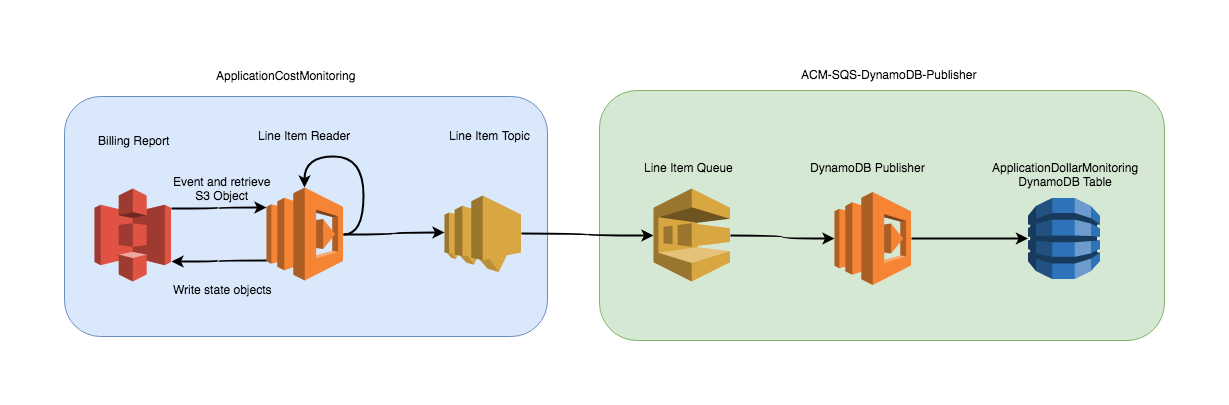 ApplicationCostMonitoring
ACM-SQS-DynamoDB-Publisher
Billing Report
Line Item Reader
Line Item Topic
Event and retrieve
S3 Object
Write state objects
Line Item Queue
DynamoDB Publisher
ApplicationDollarMonitoring
DynamoDB Table